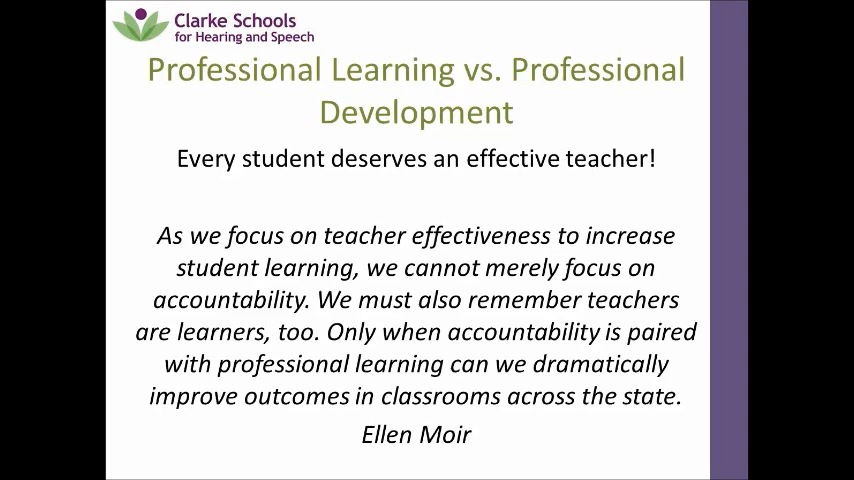 Clarke Schools
for Hearing and Speech
Professional Learning vs. Professional
Development
Every student deserves an effective teacher!
As we focus on teacher effectiveness to increase
student learning, we cannot merely focus on
accountability. We must also remember teachers
are learners, too. Only when accountability is paired
with professional learning can we dramatically
improve outcomes in classrooms across the state.
Ellen Moir